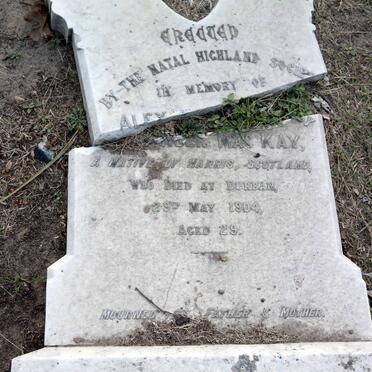 ERECTED
BY THE NATAL HIGHLAND
IN MEMORY OF
MACKAY,
A NATIVE OF HARRIS, SCOTLAND,
WHO DIED AT DURBAN,
29TH MAY 1904,
AGED 29.
MOURNED FATHER & MOTHER.